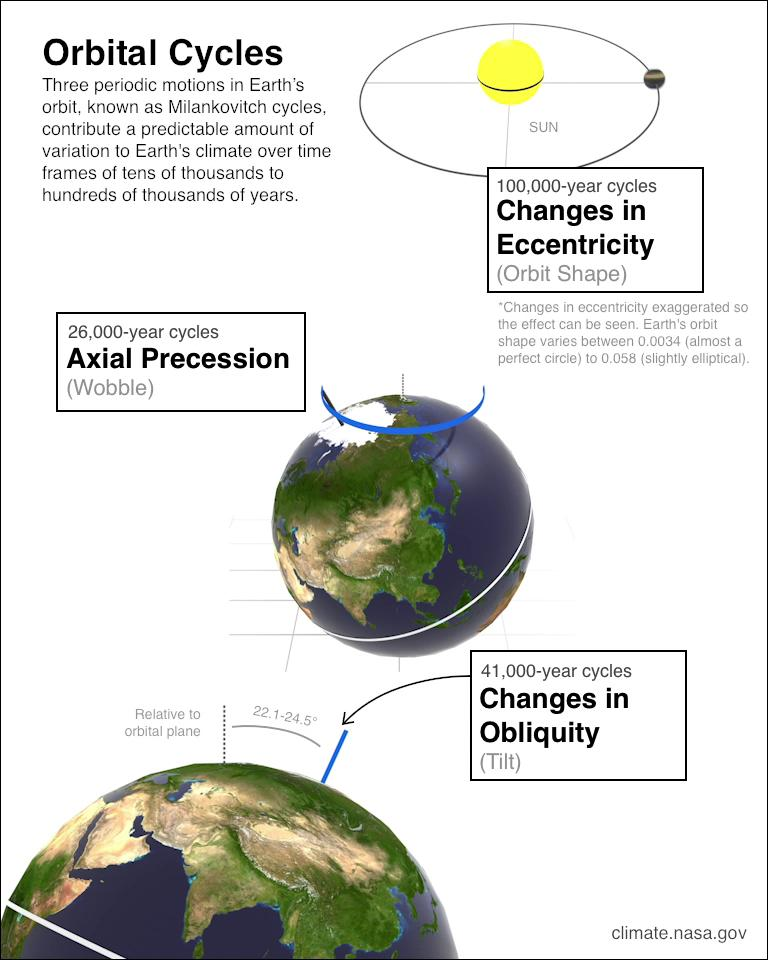 Orbital Cycles
Three periodic motions in Earth's
orbit, known as Milankovitch cycles,
contribute a predictable amount of
variation to Earth's climate over time
frames of tens of thousands to
hundreds of thousands of years.
SUN
100,000-year cycles
Changes in
Eccentricity
(Orbit Shape)
*Changes in eccentricity exaggerated so
the effect can be seen. Earth's orbit
shape varies between 0.0034 (almost a
perfect circle) to 0.058 (slightly elliptical).
26,000-year cycles
Axial Precession
(Wobble)
41,000-year cycles
Changes in
Obliquity
(Tilt)
Relative to
orbital plane
22.1-24.5°
climate.nasa.gov